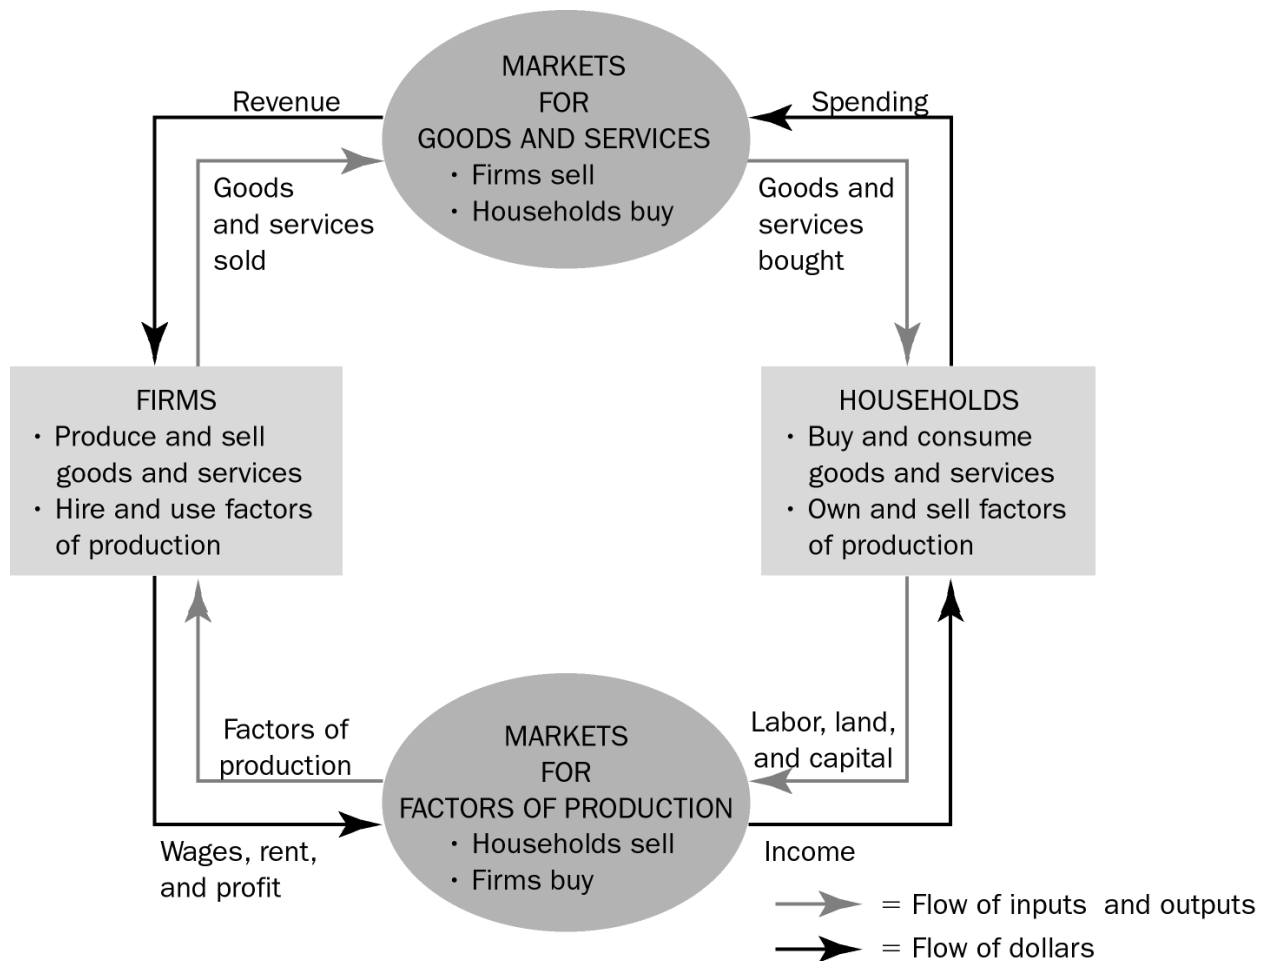 MARKETS
FOR
GOODS AND SERVICES
• Firms sell
• Households buy
Revenue
Spending
Goods
and services
sold
Goods and
services
bought
FIRMS
• Produce and sell
goods and services
• Hire and use factors
of production
HOUSEHOLDS
• Buy and consume
goods and services
• Own and sell factors
of production
Factors of
production
Labor, land,
and capital
MARKETS
FOR
FACTORS OF PRODUCTION
• Households sell
• Firms buy
Wages, rent,
and profit
Income
= Flow of inputs and outputs
= Flow of dollars